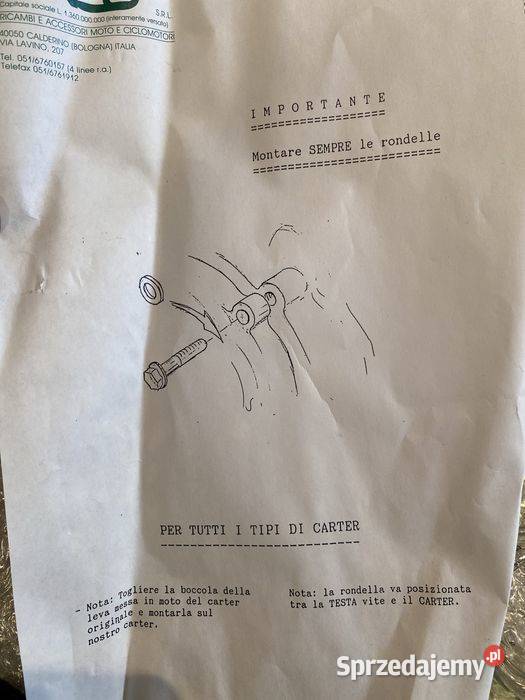 S.R.L.
Capitale sociale L. 1.360.000.000 (interamente versato)
RICAMBI E ACCESSORI MOTO E CICLOMOTORI
40050 CALDERINO (BOLOGNA) ITALIA
VIA LAVINO, 207
Tel. 051/6760157 (4 linee r.a.)
Telefax 051/6761912
IMPORTANTE
===================
Montare SEMPRE le rondelle
==========================
PER TUTTI I TIPI DI CARTER
--------------------------
- Nota: Togliere la boccola della
leva messa in moto del carter
originale e montarla sul
nostro carter.
Nota: la rondella va posizionata
tra la TESTA vite e il CARTER.
Sprzedajemy.pl